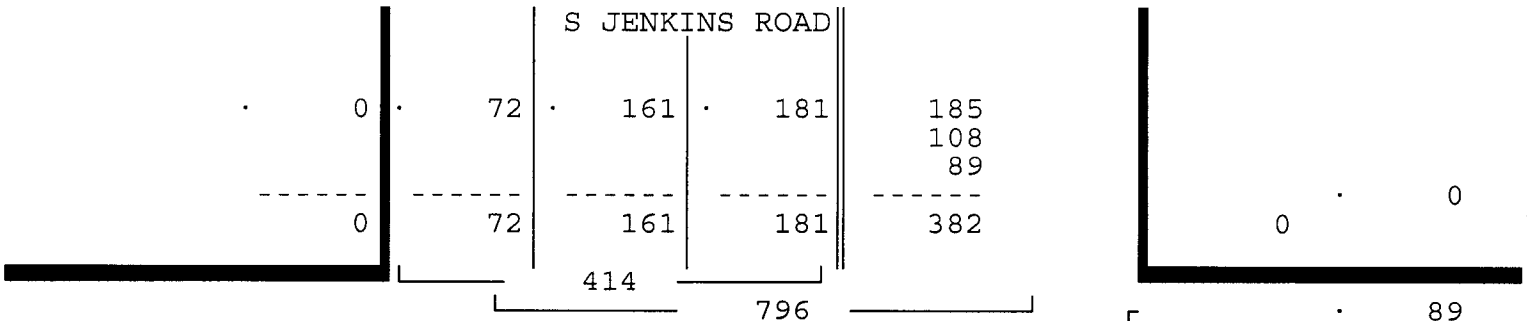 S JENKINS ROAD
· 0 · 72 · 161 · 181 185
108
89
------ ------ ------ ------ ------ · 0
0 72 161 181 382 0
414
796 · 89